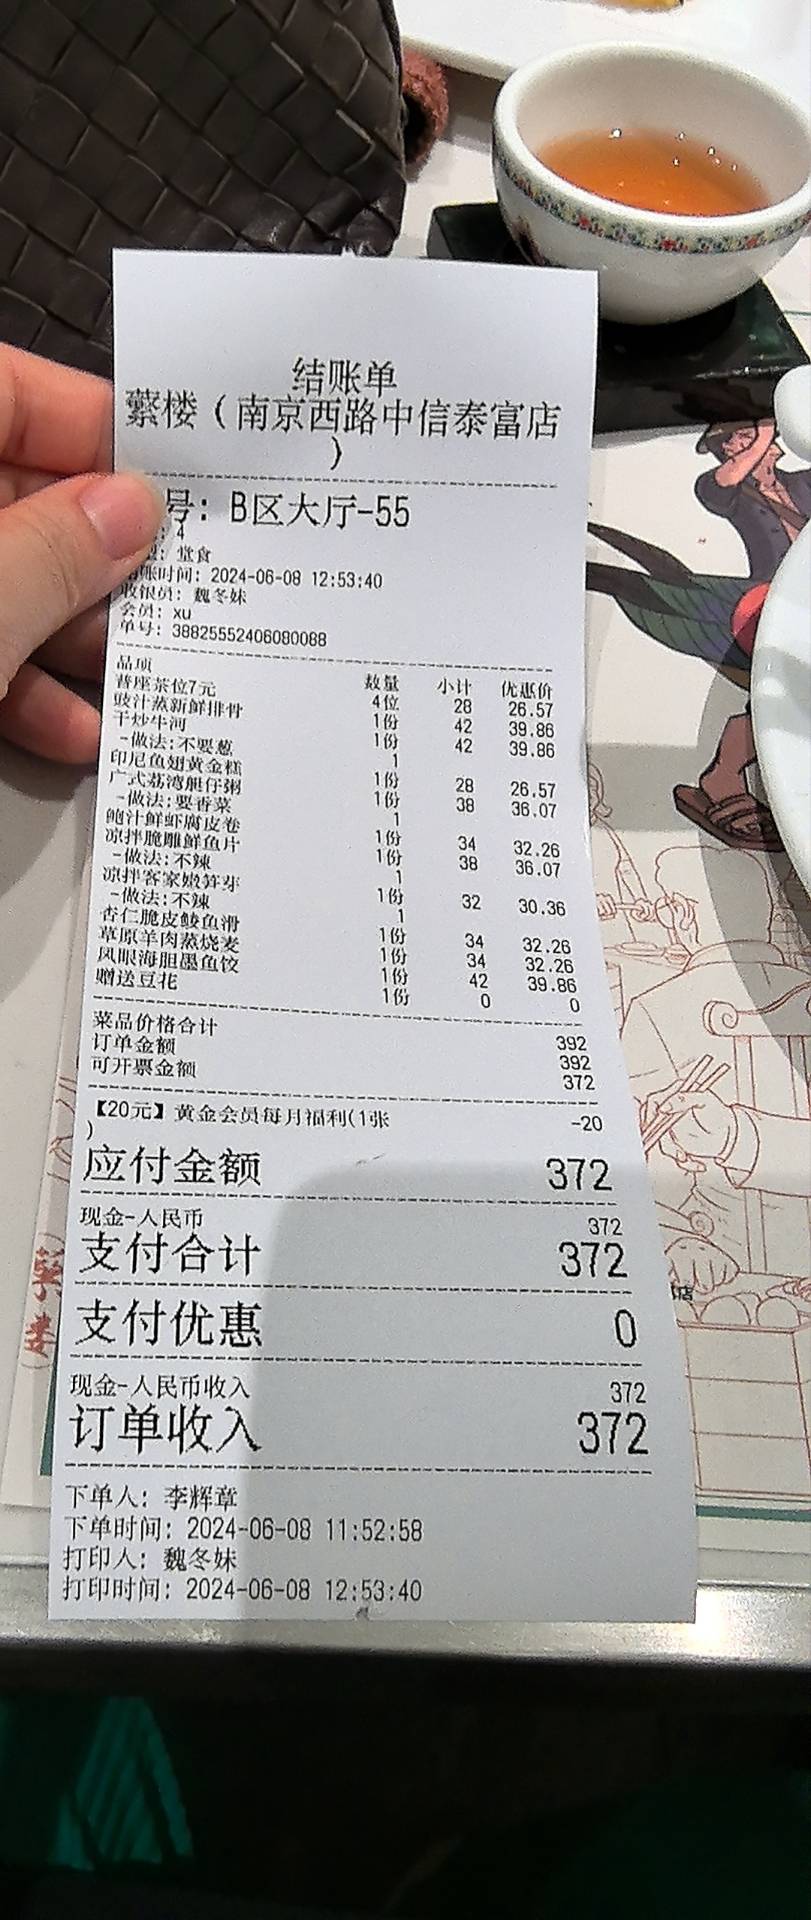 结账单
蘩楼（南京西路中信泰富店
）
号: B区大厅-55
: 4
: 堂食
账时间: 2024-06-08 12:53:40
收银员: 魏冬妹
会员: xu
单号: 38825552406080088
品项 数量 小计 优惠价
普座茶位7元 4位 28 26.57
豉汁蒸新鲜排骨 1份 42 39.86
干炒牛河 1份 42 39.86
-做法:不要葱 1
印尼鱼翅黄金糕 1份 28 26.57
广式荔湾艇仔粥 1份 38 36.07
-做法:要香菜 1
鲍汁鲜虾腐皮卷 1份 34 32.26
凉拌脆雕鲜鱼片 1份 38 36.07
-做法:不辣 1
凉拌客家嫩笋芽 1份 32 30.36
-做法:不辣 1
杏仁脆皮鲮鱼滑 1份 34 32.26
草原羊肉蒸烧麦 1份 34 32.26
凤眼海胆墨鱼饺 1份 42 39.86
赠送豆花 1份 0 0
菜品价格合计 392
订单金额 392
可开票金额 372
【20元】黄金会员每月福利(1张 -20
)
应付金额 372
现金-人民币 372
支付合计 372
支付优惠 0
现金-人民币收入 372
订单收入 372
下单人: 李辉章
下单时间: 2024-06-08 11:52:58
打印人: 魏冬妹
打印时间: 2024-06-08 12:53:40
店